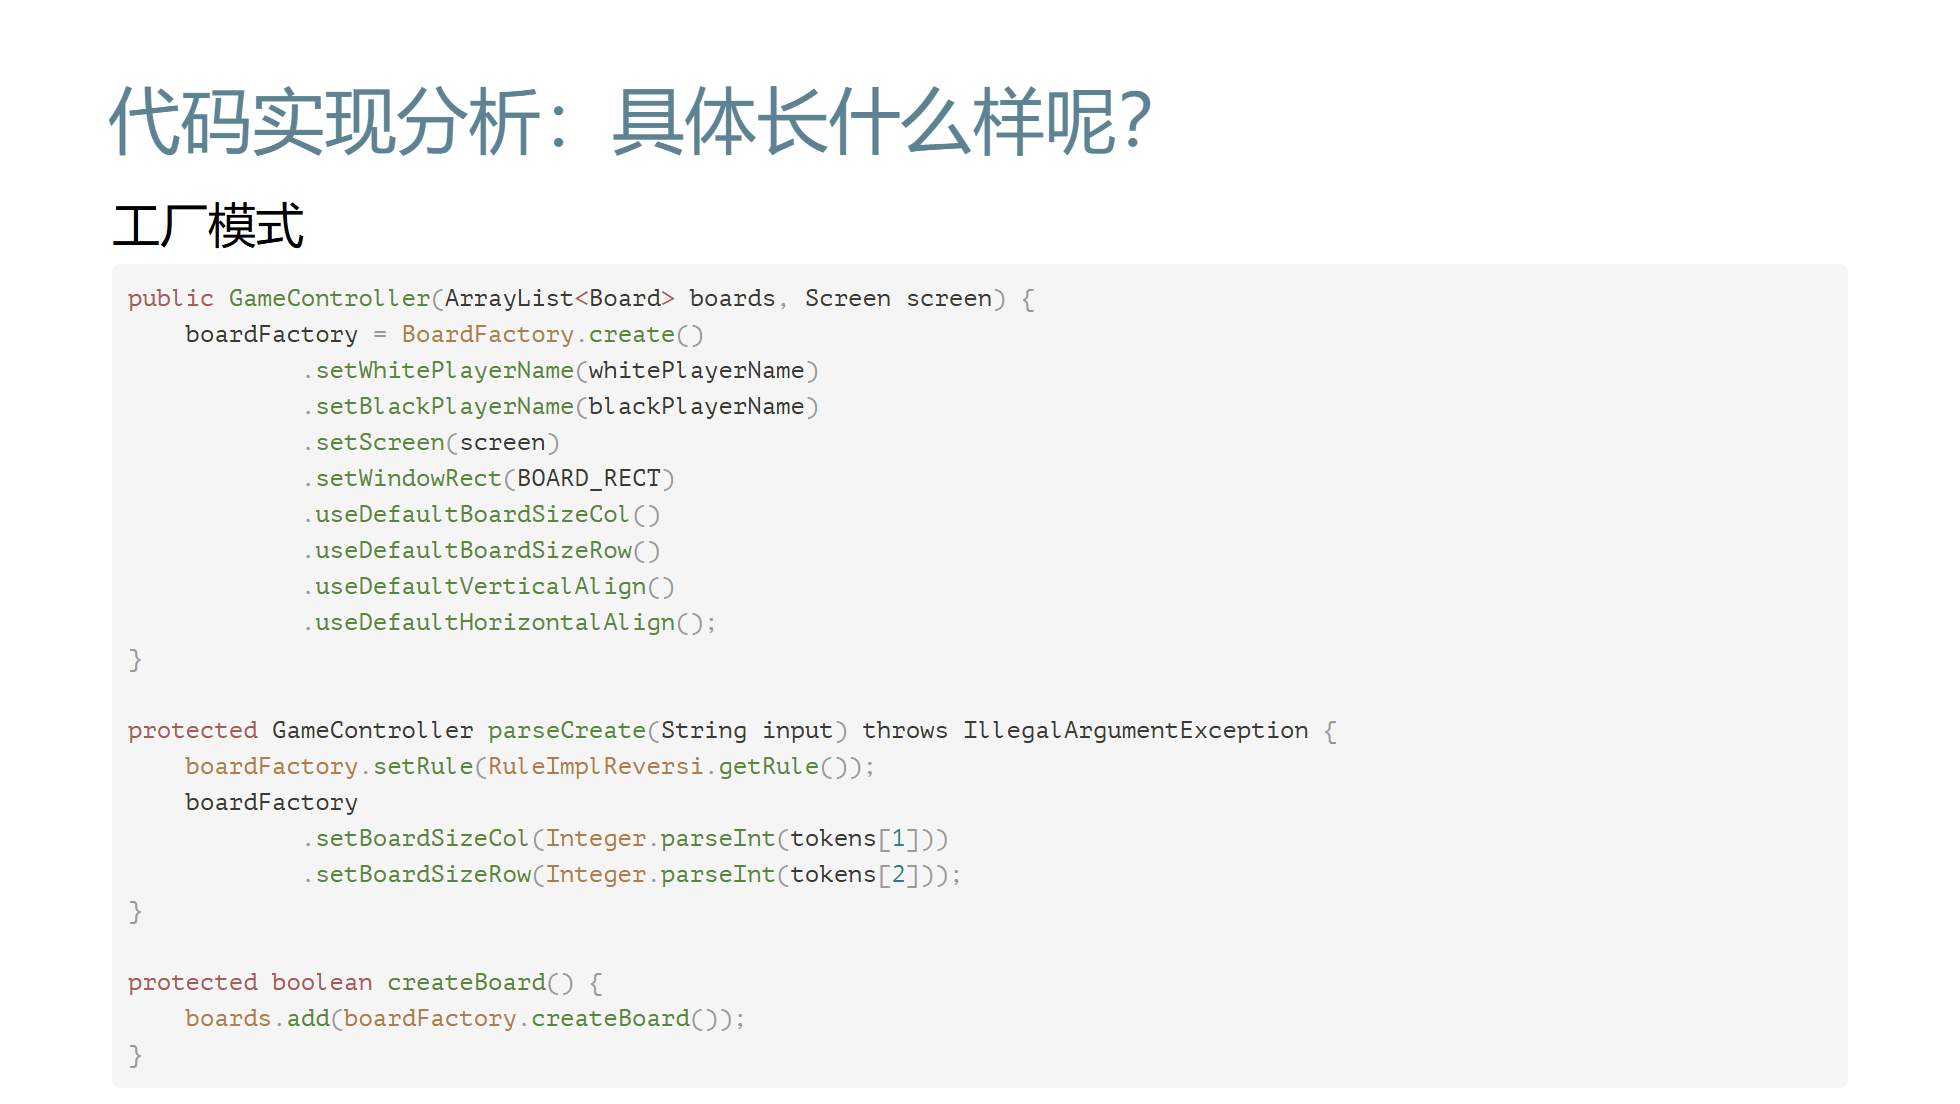 代码实现分析：具体长什么样呢？
工厂模式
public GameController(ArrayList<Board> boards, Screen screen) {
    boardFactory = BoardFactory.create()
            .setWhitePlayerName(whitePlayerName)
            .setBlackPlayerName(blackPlayerName)
            .setScreen(screen)
            .setWindowRect(BOARD_RECT)
            .useDefaultBoardSizeCol()
            .useDefaultBoardSizeRow()
            .useDefaultVerticalAlign()
            .useDefaultHorizontalAlign();
}

protected GameController parseCreate(String input) throws IllegalArgumentException {
    boardFactory.setRule(RuleImplReversi.getRule());
    boardFactory
            .setBoardSizeCol(Integer.parseInt(tokens[1]))
            .setBoardSizeRow(Integer.parseInt(tokens[2]));
}

protected boolean createBoard() {
    boards.add(boardFactory.createBoard());
}